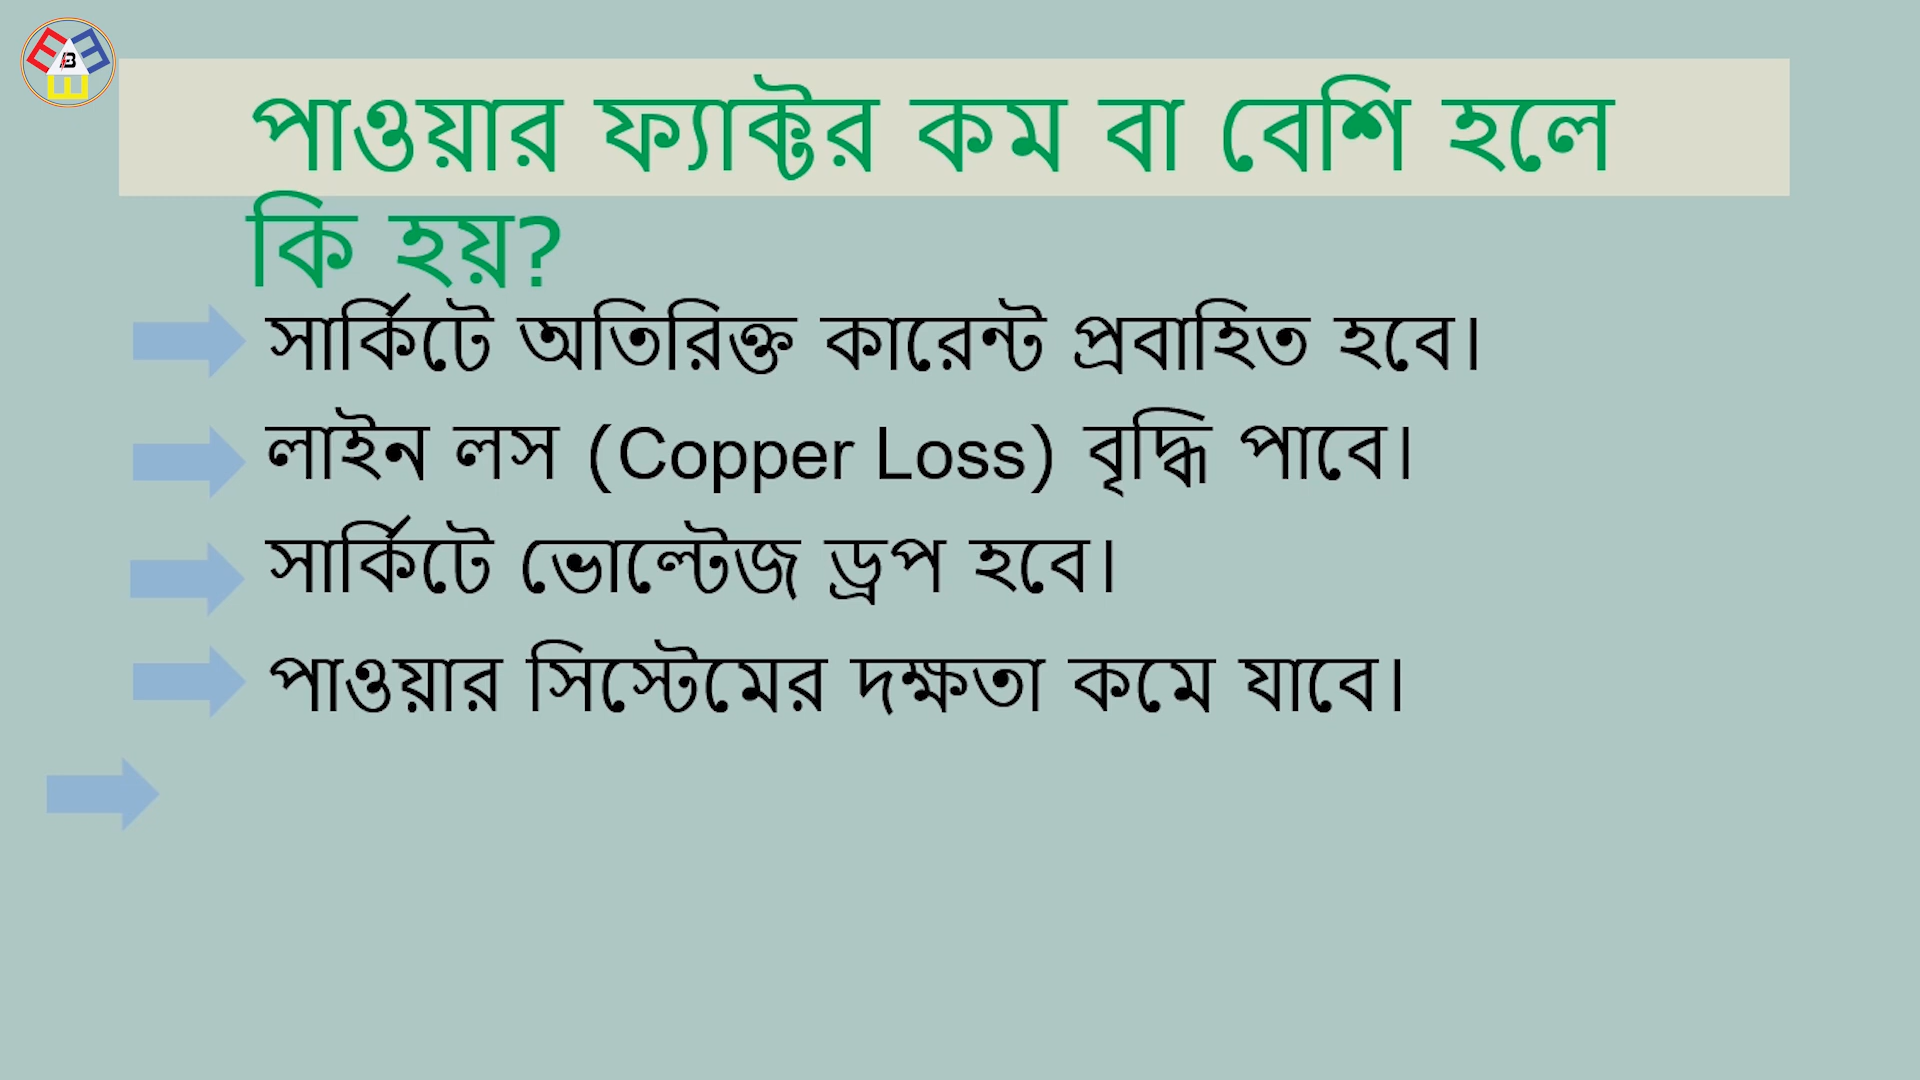 পাওয়ার ফ্যাক্টর কম বা বেশি হলে
কি হয়?
সার্কিটে অতিরিক্ত কারেন্ট প্রবাহিত হবে।
লাইন লস (Copper Loss) বৃদ্ধি পাবে।
সার্কিটে ভোল্টেজ ড্রপ হবে।
পাওয়ার সিস্টেমের দক্ষতা কমে যাবে।